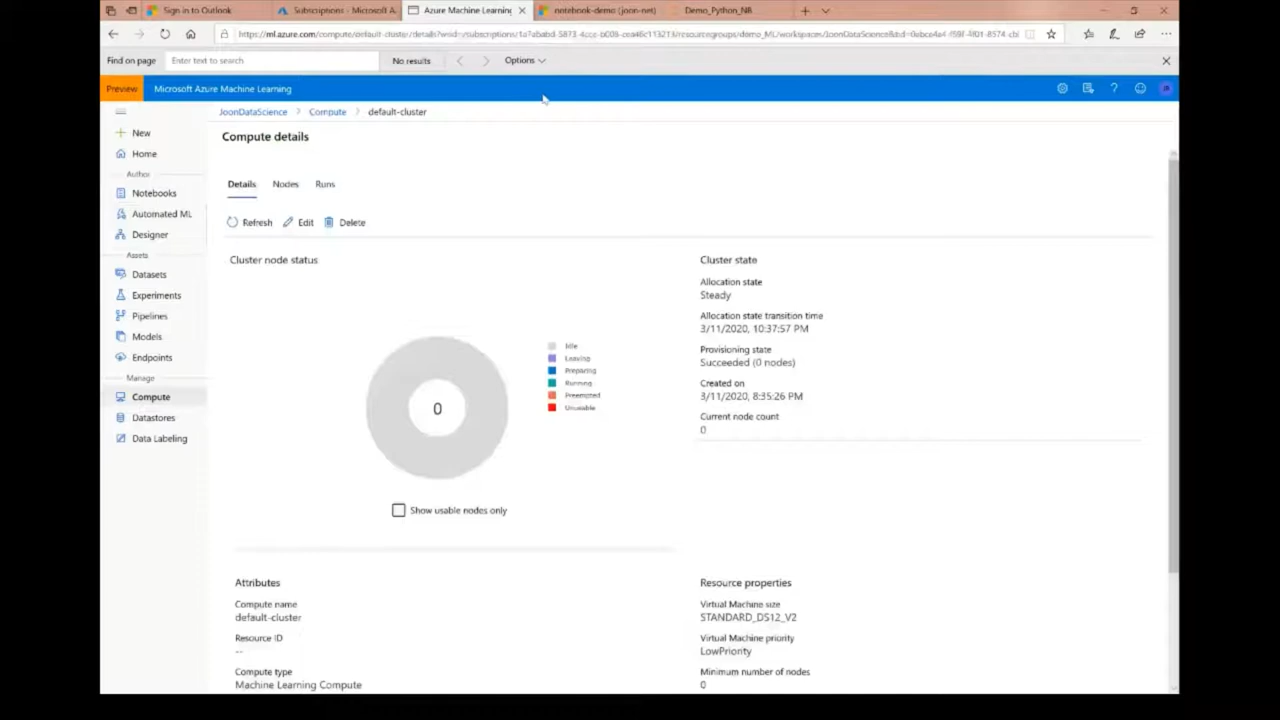 Sign in to Outlook
Subscriptions - Microsoft A
Azure Machine Learning
notebook-demo (joon-net)
Demo_Python_NB
Find on page
Enter text to search
No results
Options
Preview
Microsoft Azure Machine Learning
JoonDataScience > Compute > default-cluster
Compute details
New
Home
Author
Notebooks
Automated ML
Designer
Assets
Datasets
Experiments
Pipelines
Models
Endpoints
Manage
Compute
Datastores
Data Labeling
Details Nodes Runs
Refresh Edit Delete
Cluster node status
0
Idle
Leaving
Preparing
Running
Preempted
Unusable
Show usable nodes only
Cluster state
Allocation state
Steady
Allocation state transition time
3/11/2020, 10:37:57 PM
Provisioning state
Succeeded (0 nodes)
Created on
3/11/2020, 8:35:26 PM
Current node count
0
Attributes
Compute name
default-cluster
Resource ID
--
Compute type
Machine Learning Compute
Resource properties
Virtual Machine size
STANDARD_DS12_V2
Virtual Machine priority
LowPriority
Minimum number of nodes
0